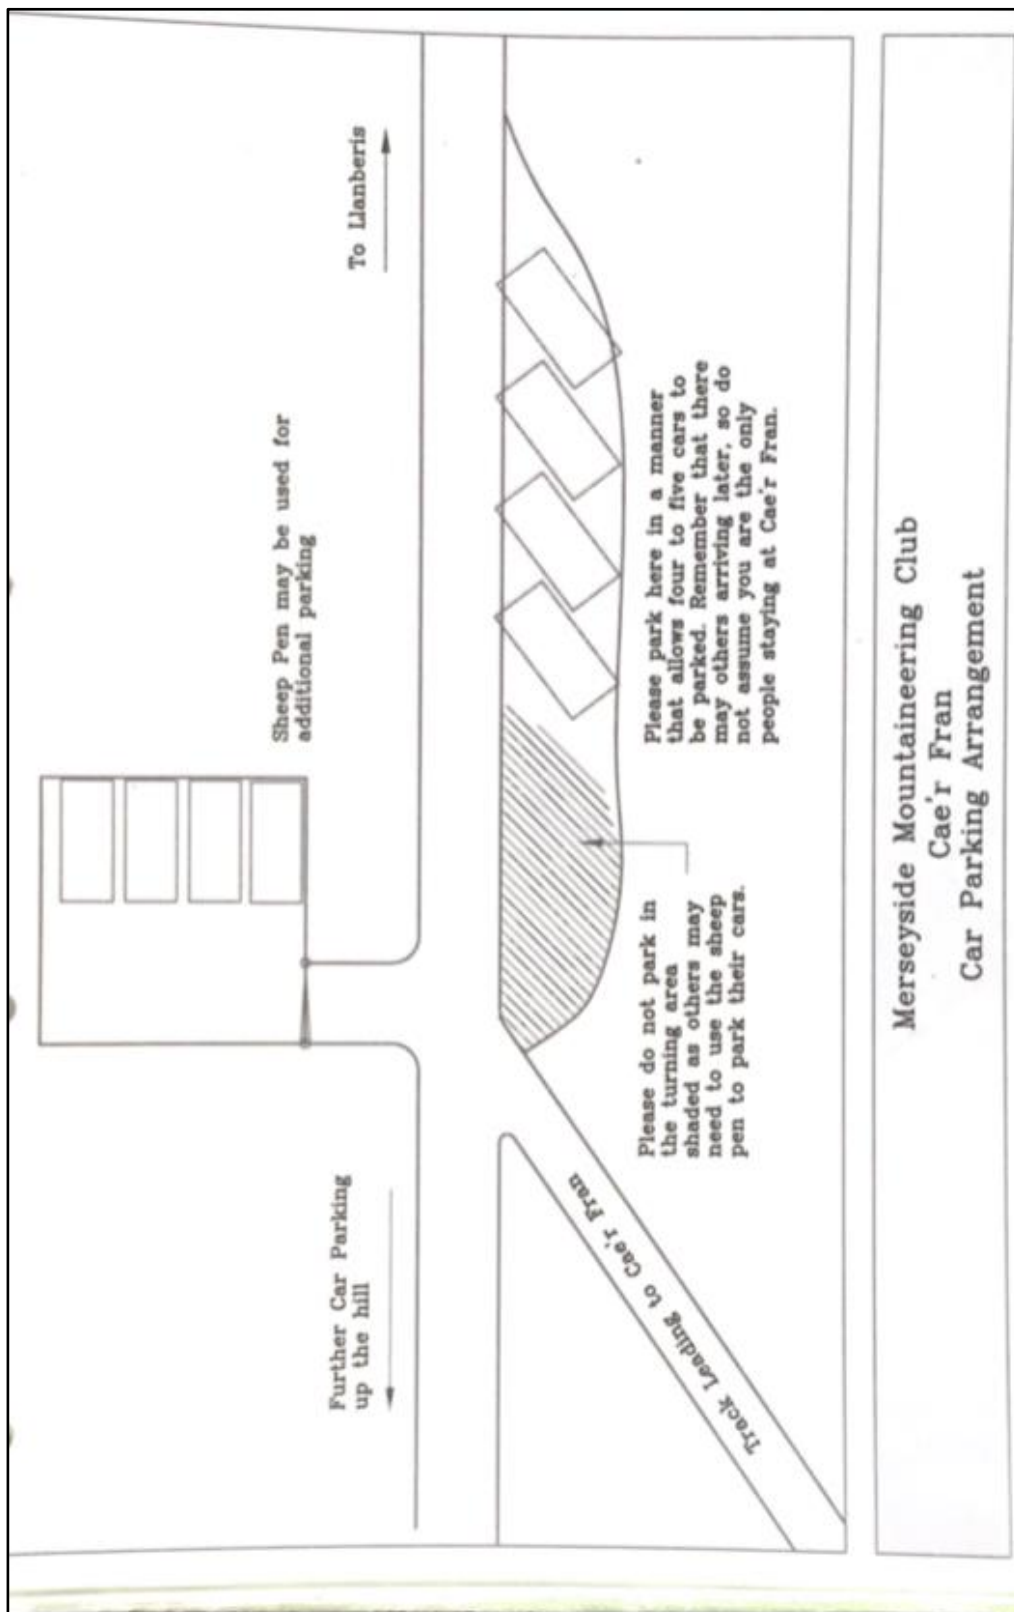 To Llanberis
Sheep Pen may be used for
additional parking
Further Car Parking
up the hill
Please park here in a manner
that allows four to five cars to
be parked. Remember that there
may others arriving later, so do
not assume you are the only
people staying at Cae'r Fran.
Please do not park in
the turning area
shaded as others may
need to use the sheep
pen to park their cars.
Track Leading to Cae'r Fran
Merseyside Mountaineering Club
Cae'r Fran
Car Parking Arrangement